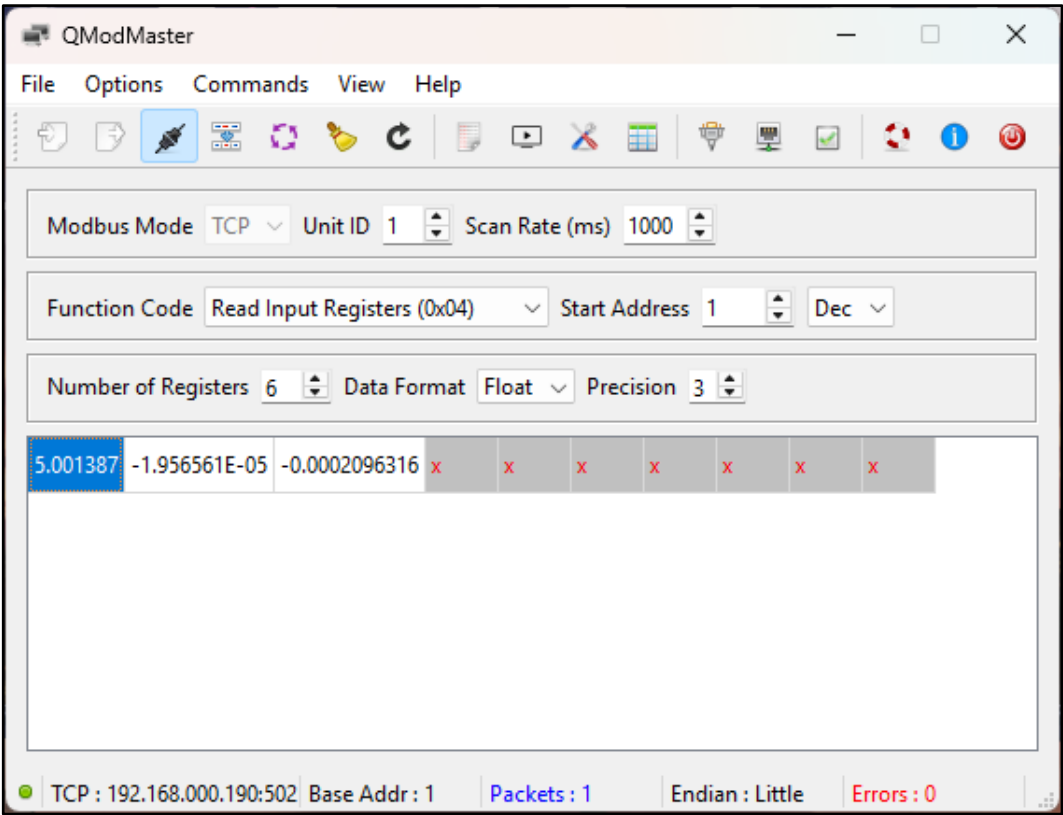 QModMaster
File Options Commands View Help
Modbus Mode TCP Unit ID 1 Scan Rate (ms) 1000
Function Code Read Input Registers (0x04) Start Address 1 Dec
Number of Registers 6 Data Format Float Precision 3
5.001387 -1.956561E-05 -0.0002096316 x x x x x x x
TCP : 192.168.000.190:502 Base Addr : 1 Packets : 1 Endian : Little Errors : 0